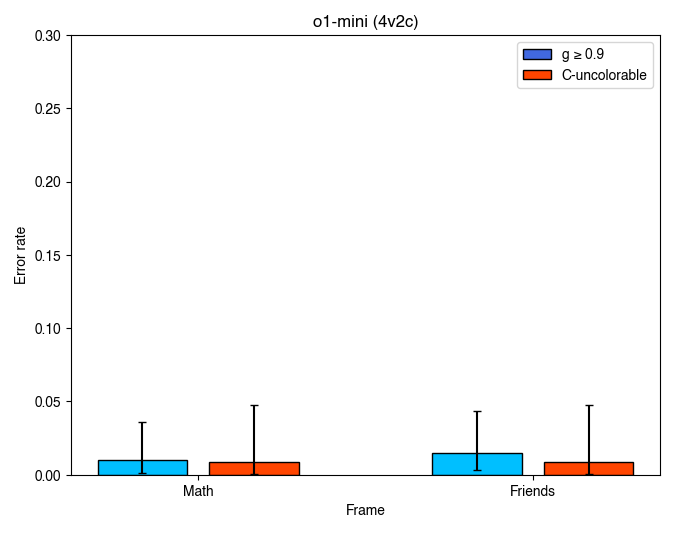 o1-mini (4v2c)
0.30
g ≥ 0.9
C-uncolorable
0.25
0.20
0.15
0.10
0.05
0.00
Error rate
Math
Friends
Frame